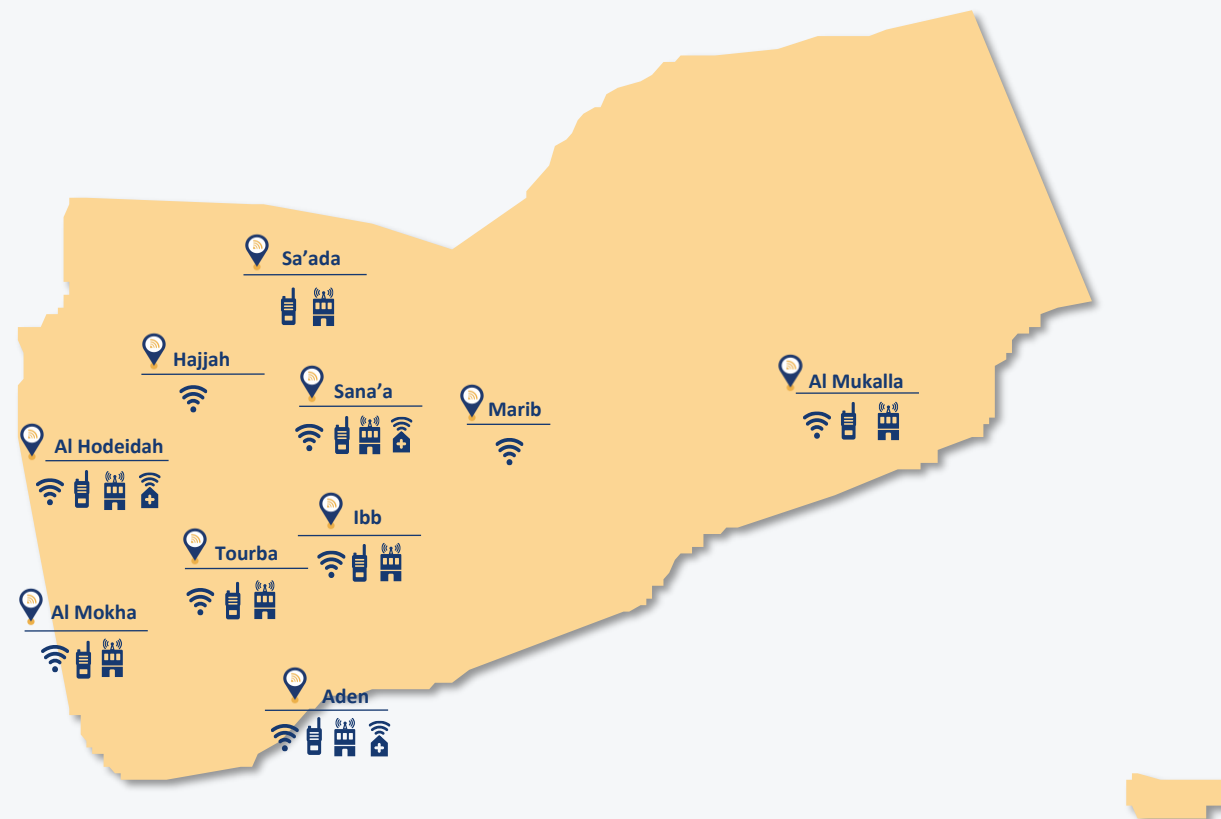 Sa’ada
Hajjah
Sana’a
Al Mukalla
Marib
Al Hodeidah
Ibb
Tourba
Al Mokha
Aden